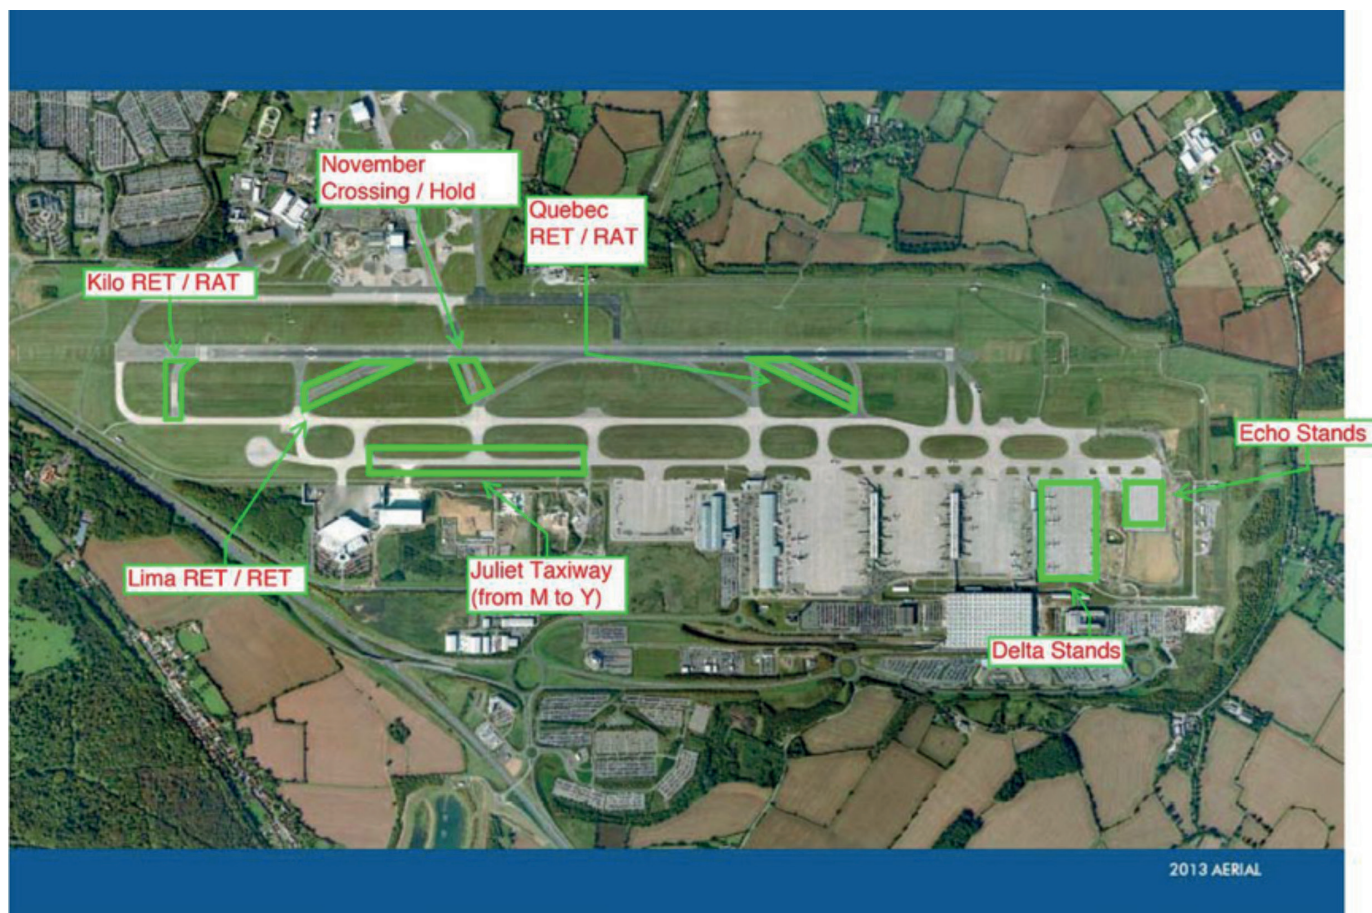 November
Crossing / Hold
Quebec
RET / RAT
Kilo RET / RAT
Echo Stands
Lima RET / RET
Juliet Taxiway
(from M to Y)
Delta Stands
2013 AERIAL